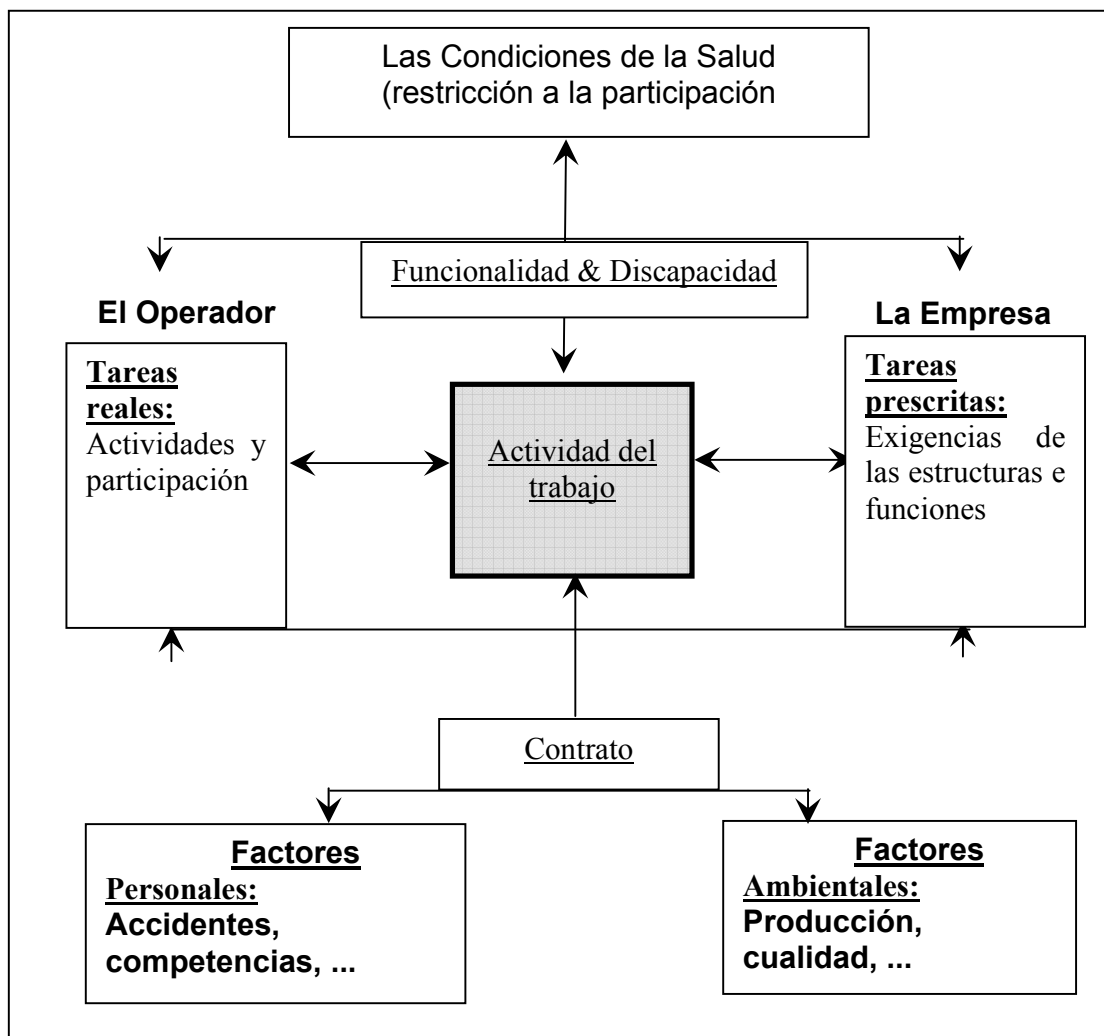 Las Condiciones de la Salud
(restricción a la participación
Funcionalidad & Discapacidad
El Operador
La Empresa
Tareas
reales:
Actividades y
participación
Actividad del
trabajo
Tareas
prescritas:
Exigencias de
las estructuras e
funciones
Contrato
Factores
Personales:
Accidentes,
competencias, ...
Factores
Ambientales:
Producción,
cualidad, ...